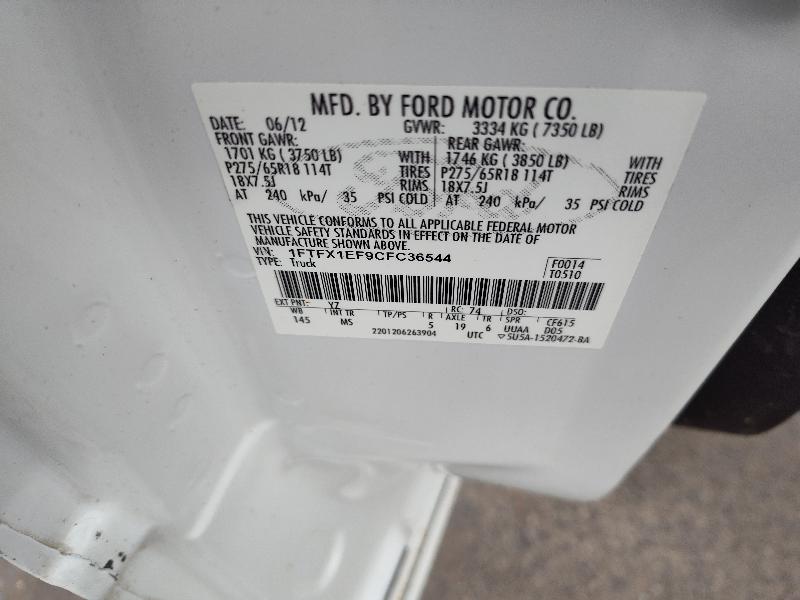 MFD. BY FORD MOTOR CO.
DATE: 06/12 GVWR: 3334 KG ( 7350 LB)
FRONT GAWR: REAR GAWR:
1701 KG ( 3750 LB) WITH 1746 KG ( 3850 LB) WITH
P275/65R18 114T TIRES P275/65R18 114T TIRES
18X7.5J RIMS 18X7.5J RIMS
AT 240 kPa/ 35 PSI COLD AT 240 kPa/ 35 PSI COLD
THIS VEHICLE CONFORMS TO ALL APPLICABLE FEDERAL MOTOR
VEHICLE SAFETY STANDARDS IN EFFECT ON THE DATE OF
MANUFACTURE SHOWN ABOVE.
VIN: 1FTFX1EF9CFC36544
TYPE: Truck
F0014
T0510
EXT PNT: YZ RC: 74 DSO:
WB INT TR TP/PS R AXLE TR SPR CF615
145 MS 5 19 6 UUAA D05
2201206263904 UTC ▽ 5U5A-1520472-BA